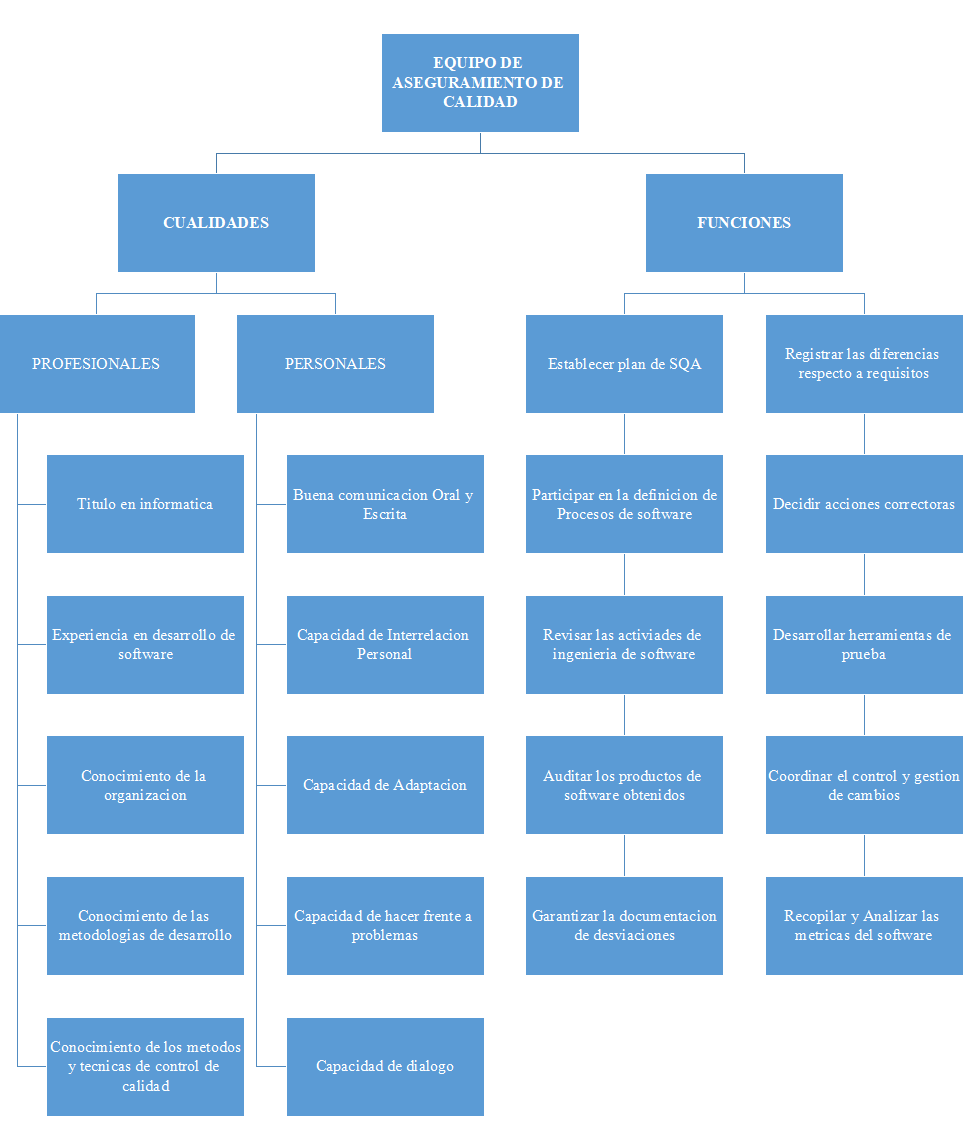 EQUIPO DE
ASEGURAMIENTO DE
CALIDAD
CUALIDADES
FUNCIONES
PROFESIONALES
PERSONALES
Establecer plan de SQA
Registrar las diferencias
respecto a requisitos
Titulo en informatica
Buena comunicacion Oral y
Escrita
Participar en la definicion de
Procesos de software
Decidir acciones correctoras
Experiencia en desarrollo de
software
Capacidad de Interrelacion
Personal
Revisar las activiades de
ingenieria de software
Desarrollar herramientas de
prueba
Conocimiento de la
organizacion
Capacidad de Adaptacion
Auditar los productos de
software obtenidos
Coordinar el control y gestion
de cambios
Conocimiento de las
metodologias de desarrollo
Capacidad de hacer frente a
problemas
Garantizar la documentacion
de desviaciones
Recopilar y Analizar las
metricas del software
Conocimiento de los metodos
y tecnicas de control de
calidad
Capacidad de dialogo